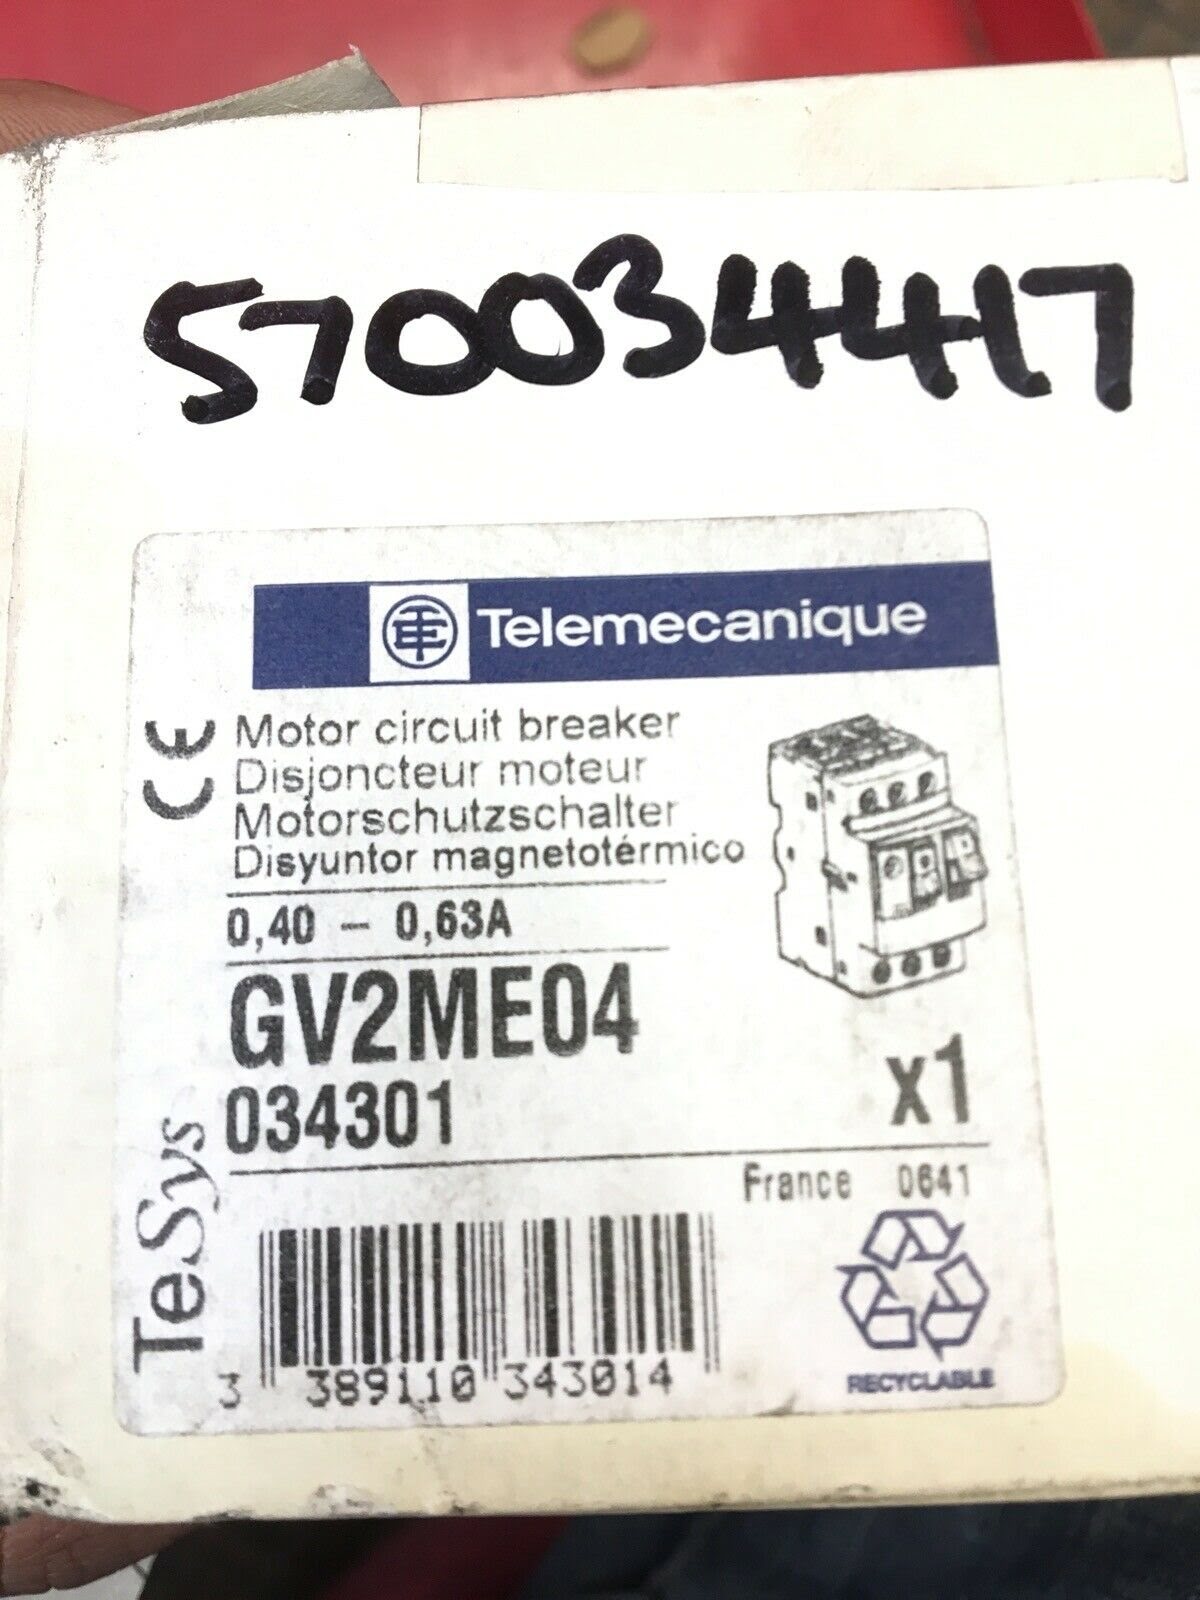 570034417
Telemecanique
CE
Motor circuit breaker
Disjoncteur moteur
Motorschutzschalter
Disyuntor magnetotérmico
0,40 – 0,63A
GV2ME04
034301
x1
TeSys
France 0641
3 389110 343014
RECYCLABLE